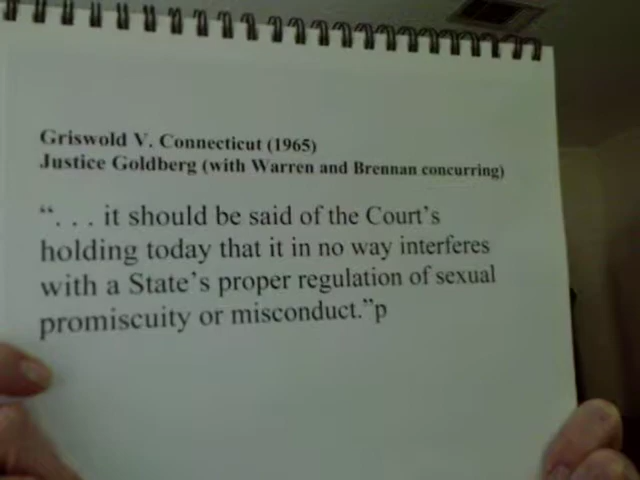 Griswold V. Connecticut (1965)
Justice Goldberg (with Warren and Brennan concurring)
“. . . it should be said of the Court’s
holding today that it in no way interferes
with a State’s proper regulation of sexual
promiscuity or misconduct.”p